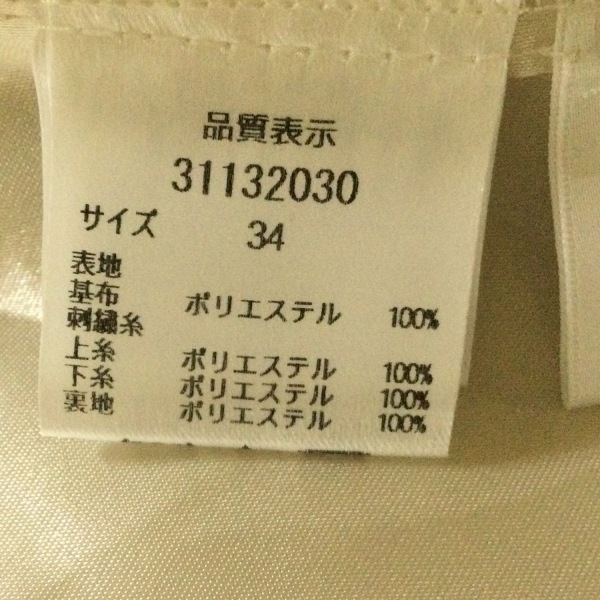 品質表示
31132030
サイズ 34
表地
基布 ポリエステル 100%
刺繍糸
上糸 ポリエステル 100%
下糸 ポリエステル 100%
裏地 ポリエステル 100%